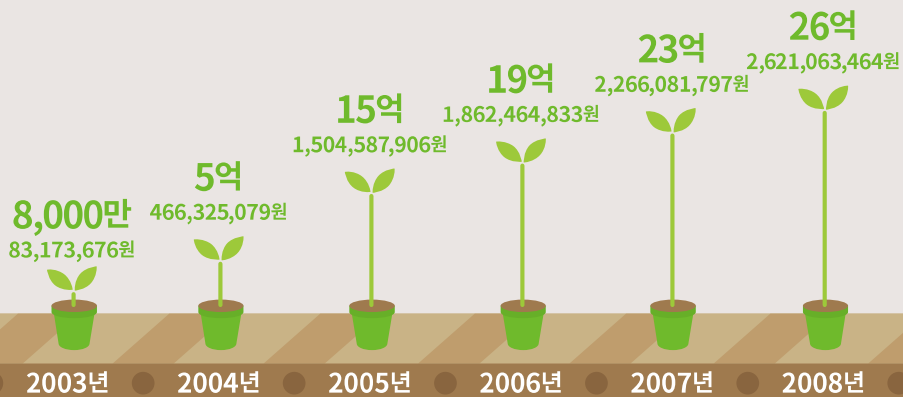 8,000만
83,173,676원
5억
466,325,079원
15억
1,504,587,906원
19억
1,862,464,833원
23억
2,266,081,797원
26억
2,621,063,464원
2003년
2004년
2005년
2006년
2007년
2008년